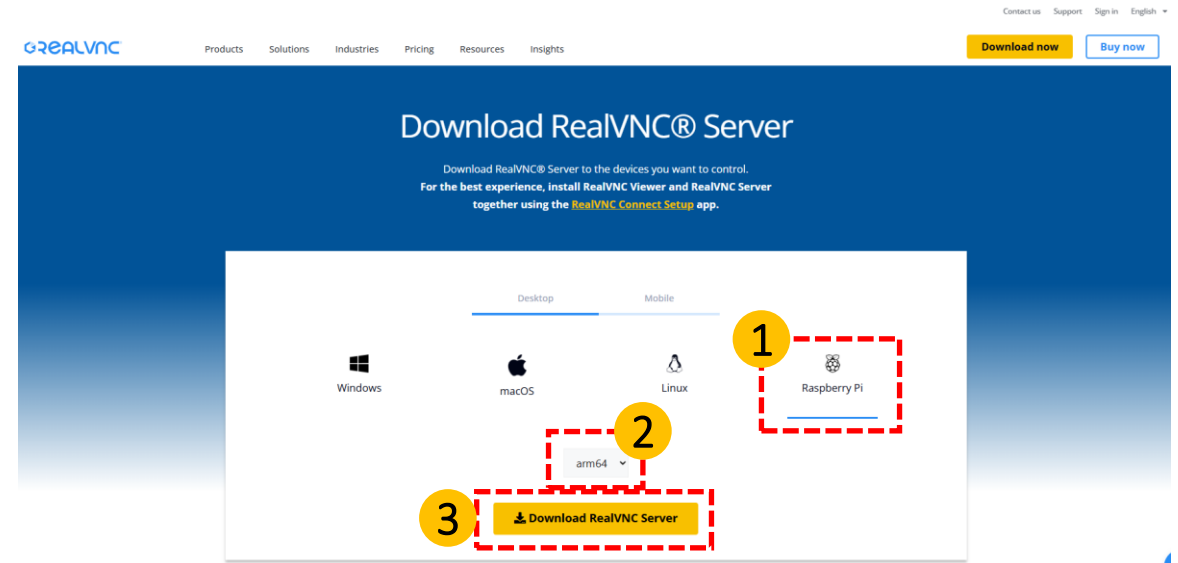 Contact us Support Sign in English
REALVNC Products Solutions Industries Pricing Resources Insights Download now Buy now
Download RealVNC® Server
Download RealVNC® Server to the devices you want to control.
For the best experience, install RealVNC Viewer and RealVNC Server
together using the RealVNC Connect Setup app.
Desktop Mobile
1
Windows macOS Linux Raspberry Pi
2
arm64
3 Download RealVNC Server